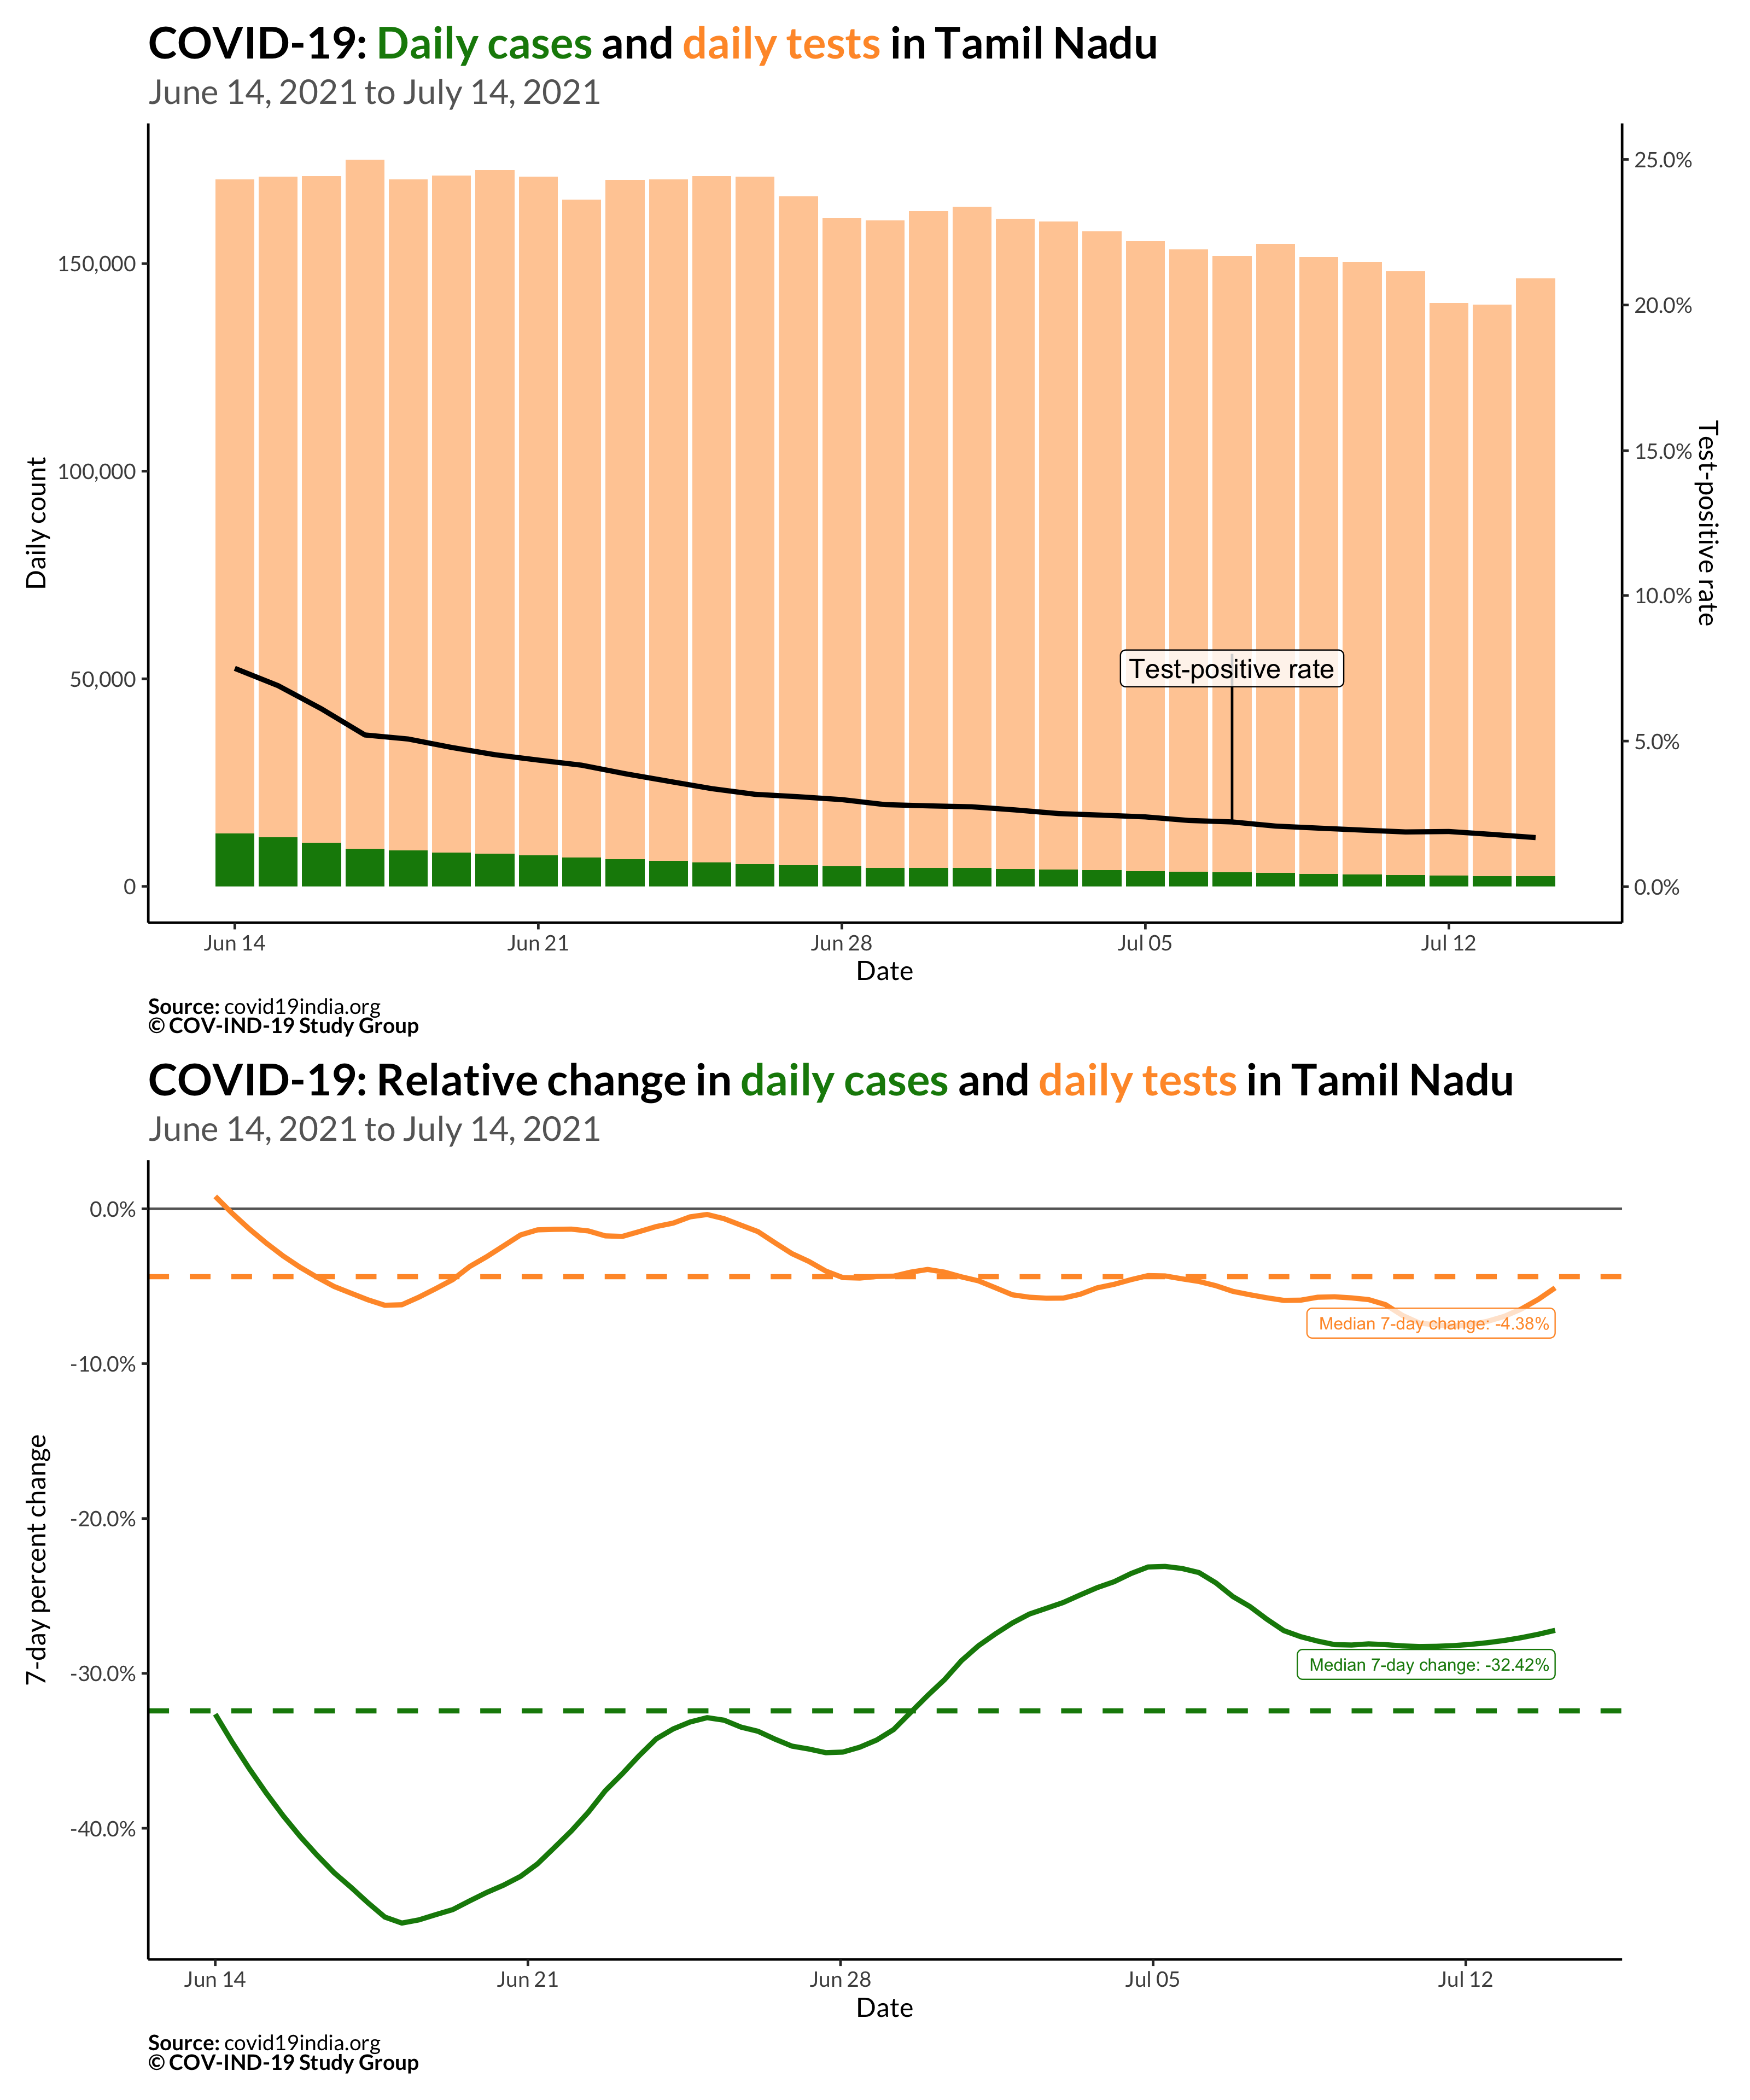 COVID-19: Daily cases and daily tests in Tamil Nadu
June 14, 2021 to July 14, 2021
Daily count
150,000
100,000
50,000
0
25.0%
20.0%
15.0%
10.0%
5.0%
0.0%
Test-positive rate
Test-positive rate
Jun 14
Jun 21
Jun 28
Jul 05
Jul 12
Date
Source: covid19india.org
© COV-IND-19 Study Group
COVID-19: Relative change in daily cases and daily tests in Tamil Nadu
June 14, 2021 to July 14, 2021
7-day percent change
0.0%
-10.0%
-20.0%
-30.0%
-40.0%
Median 7-day change: -4.38%
Median 7-day change: -32.42%
Jun 14
Jun 21
Jun 28
Jul 05
Jul 12
Date
Source: covid19india.org
© COV-IND-19 Study Group